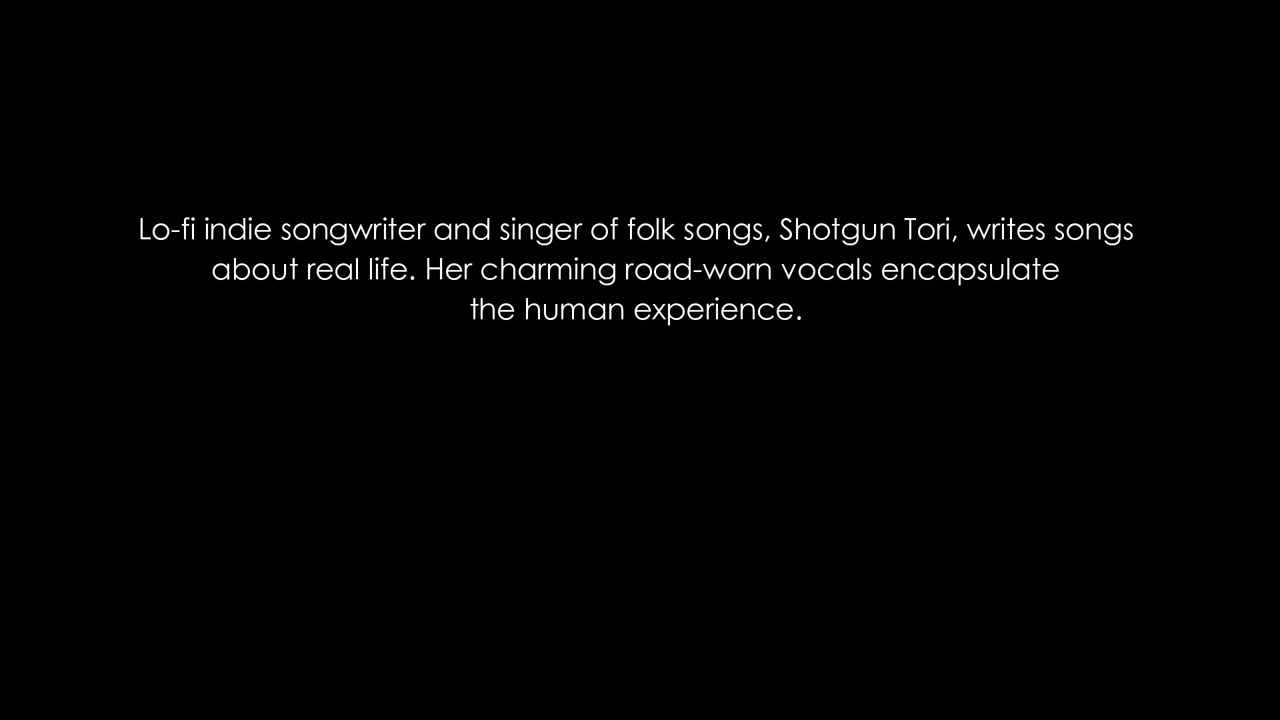 Lo-fi indie songwriter and singer of folk songs, Shotgun Tori, writes songs
about real life. Her charming road-worn vocals encapsulate
the human experience.